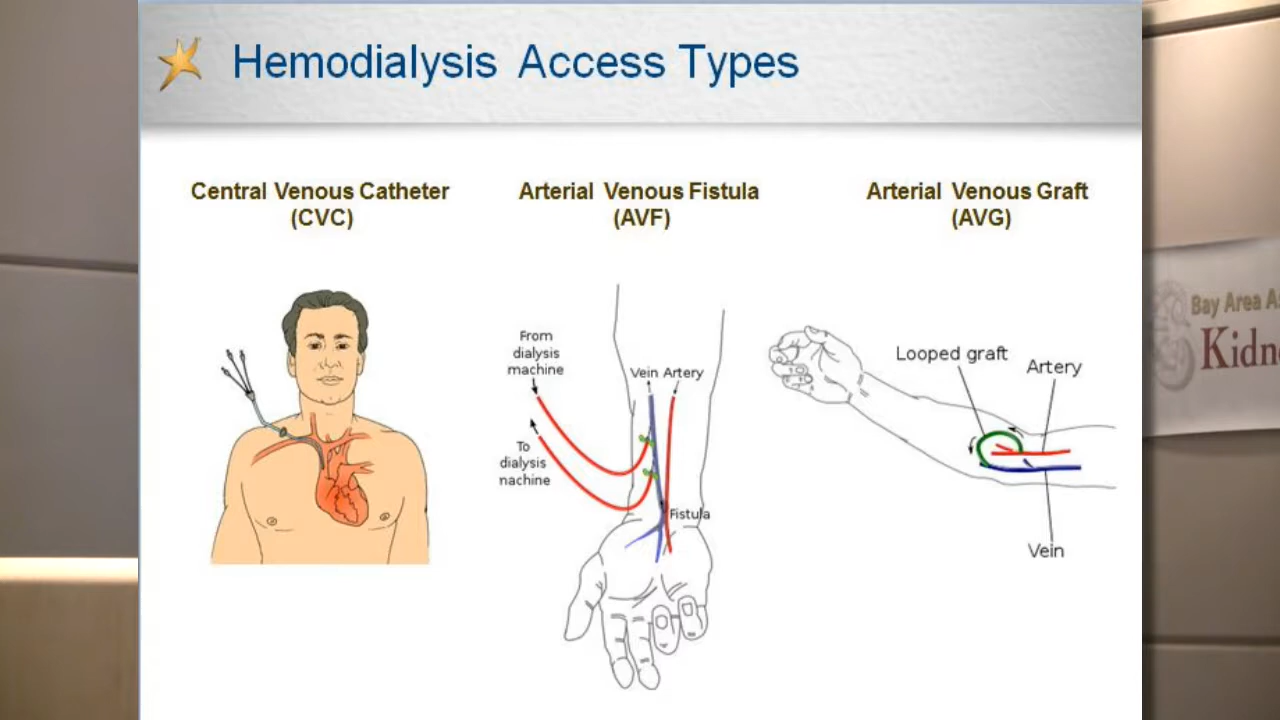 Hemodialysis Access Types
Central Venous Catheter
(CVC)
Arterial Venous Fistula
(AVF)
Arterial Venous Graft
(AVG)
From
dialysis
machine
Vein Artery
To
dialysis
nachine
Fistula
Looped graft
Artery
Vein
Bay Area